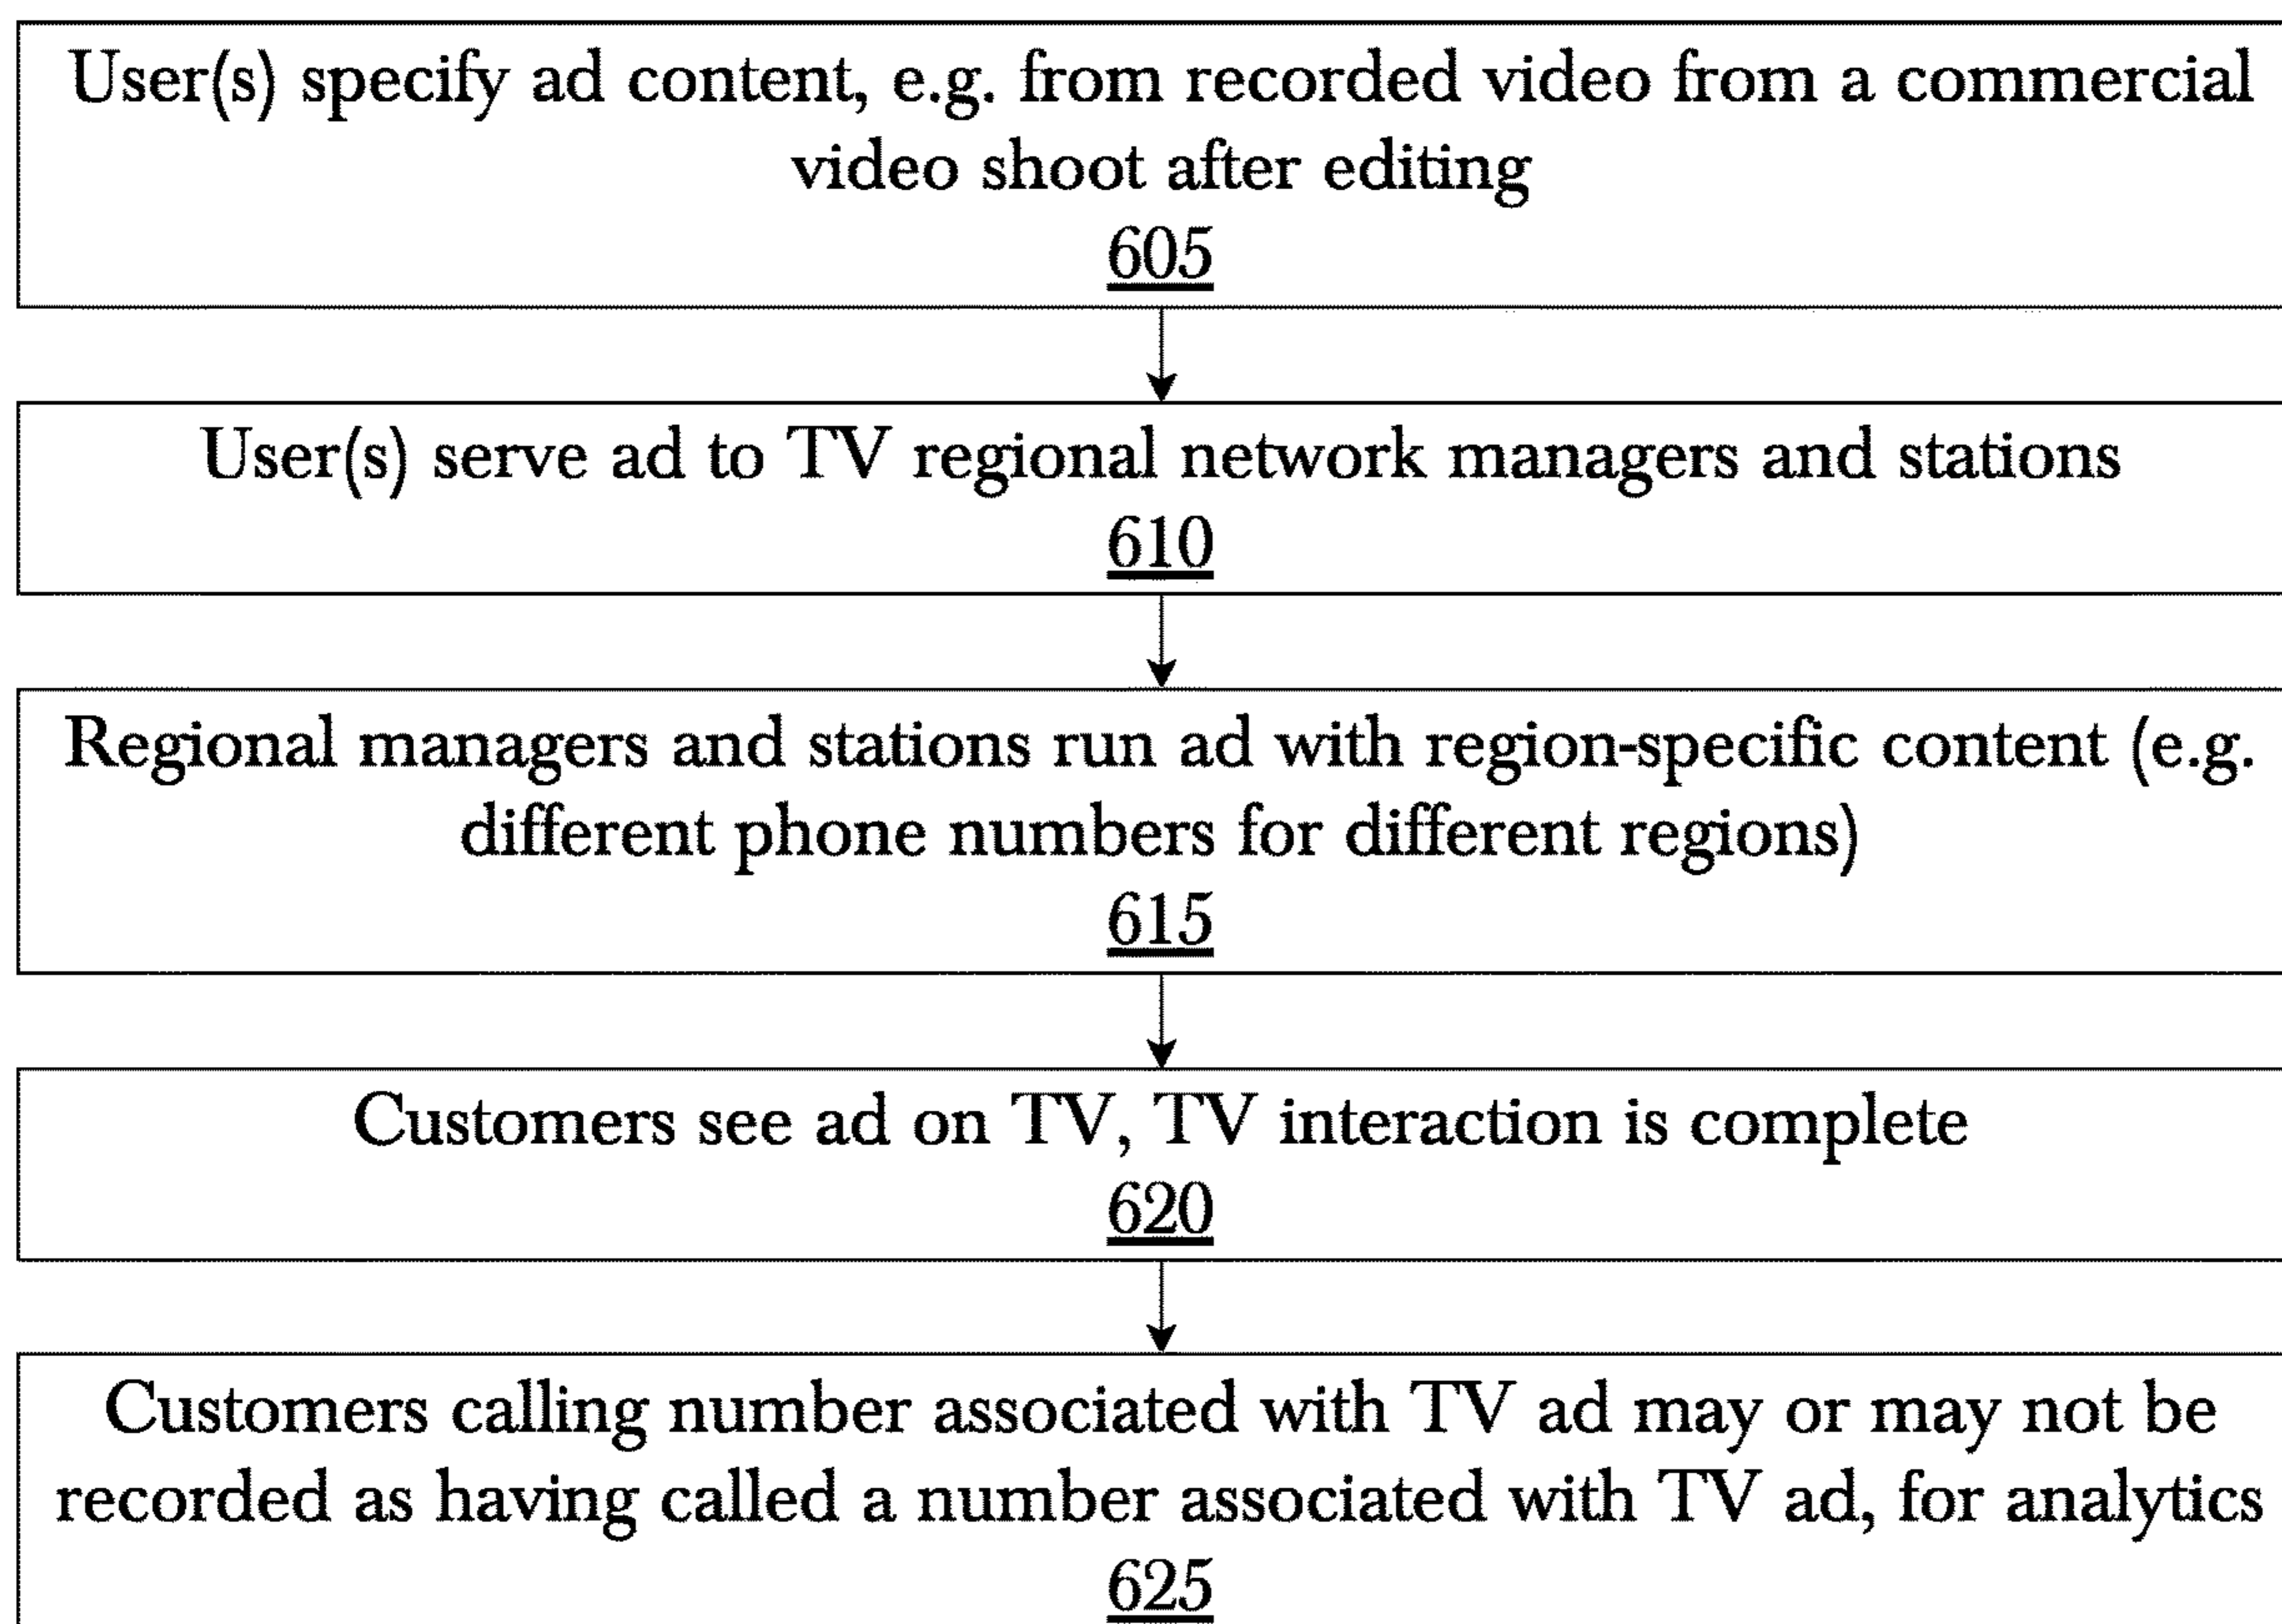 User(s) specify ad content, e.g. from recorded video from a commercial
video shoot after editing
605
User(s) serve ad to TV regional network managers and stations
610
Regional managers and stations run ad with region-specific content (e.g.
different phone numbers for different regions)
615
Customers see ad on TV, TV interaction is complete
620
Customers calling number associated with TV ad may or may not be
recorded as having called a number associated with TV ad, for analytics
625